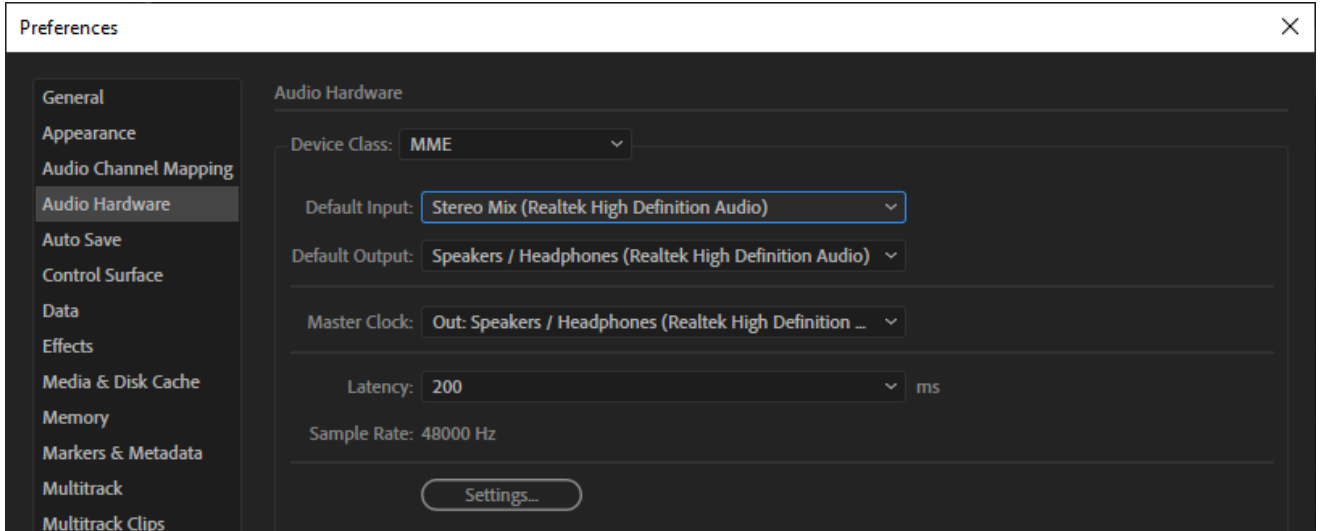 Preferences
General
Appearance
Audio Channel Mapping
Audio Hardware
Auto Save
Control Surface
Data
Effects
Media & Disk Cache
Memory
Markers & Metadata
Multitrack
Multitrack Clips
Audio Hardware
Device Class: MME
Default Input: Stereo Mix (Realtek High Definition Audio)
Default Output: Speakers / Headphones (Realtek High Definition Audio)
Master Clock: Out: Speakers / Headphones (Realtek High Definition ...
Latency: 200 ms
Sample Rate: 48000 Hz
Settings...